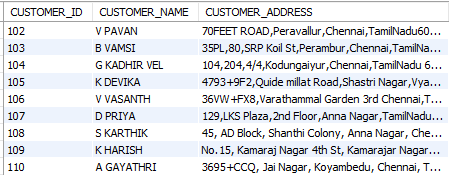 CUSTOMER_ID CUSTOMER_NAME CUSTOMER_ADDRESS
102 V PAVAN 70FEET ROAD,Peravallur,Chennai,TamilNadu60...
103 B VAMSI 35PL,80,SRP Koil St,Perambur,Chennai,TamilN...
104 G KADHIR VEL 104,204,4/4,Kodungaiyur,Chennai,TamilNadu 6...
105 K DEVIKA 4793+9F2,Quide millat Road,Shastri Nagar,Vya...
106 V VASANTH 36VW+FX8,Varathammal Garden 3rd Chennai,T...
107 D PRIYA 129,LKS Plaza,2nd Floor,Anna Nagar,TamilNadu...
108 S KARTHIK 45, AD Block, Shanthi Colony, Anna Nagar, Che...
109 K HARISH No.15, Kamaraj Nagar 4th St, Kamarajar Nagar...
110 A GAYATHRI 3695+CCQ, Jai Nagar, Koyambedu, Chennai, T...